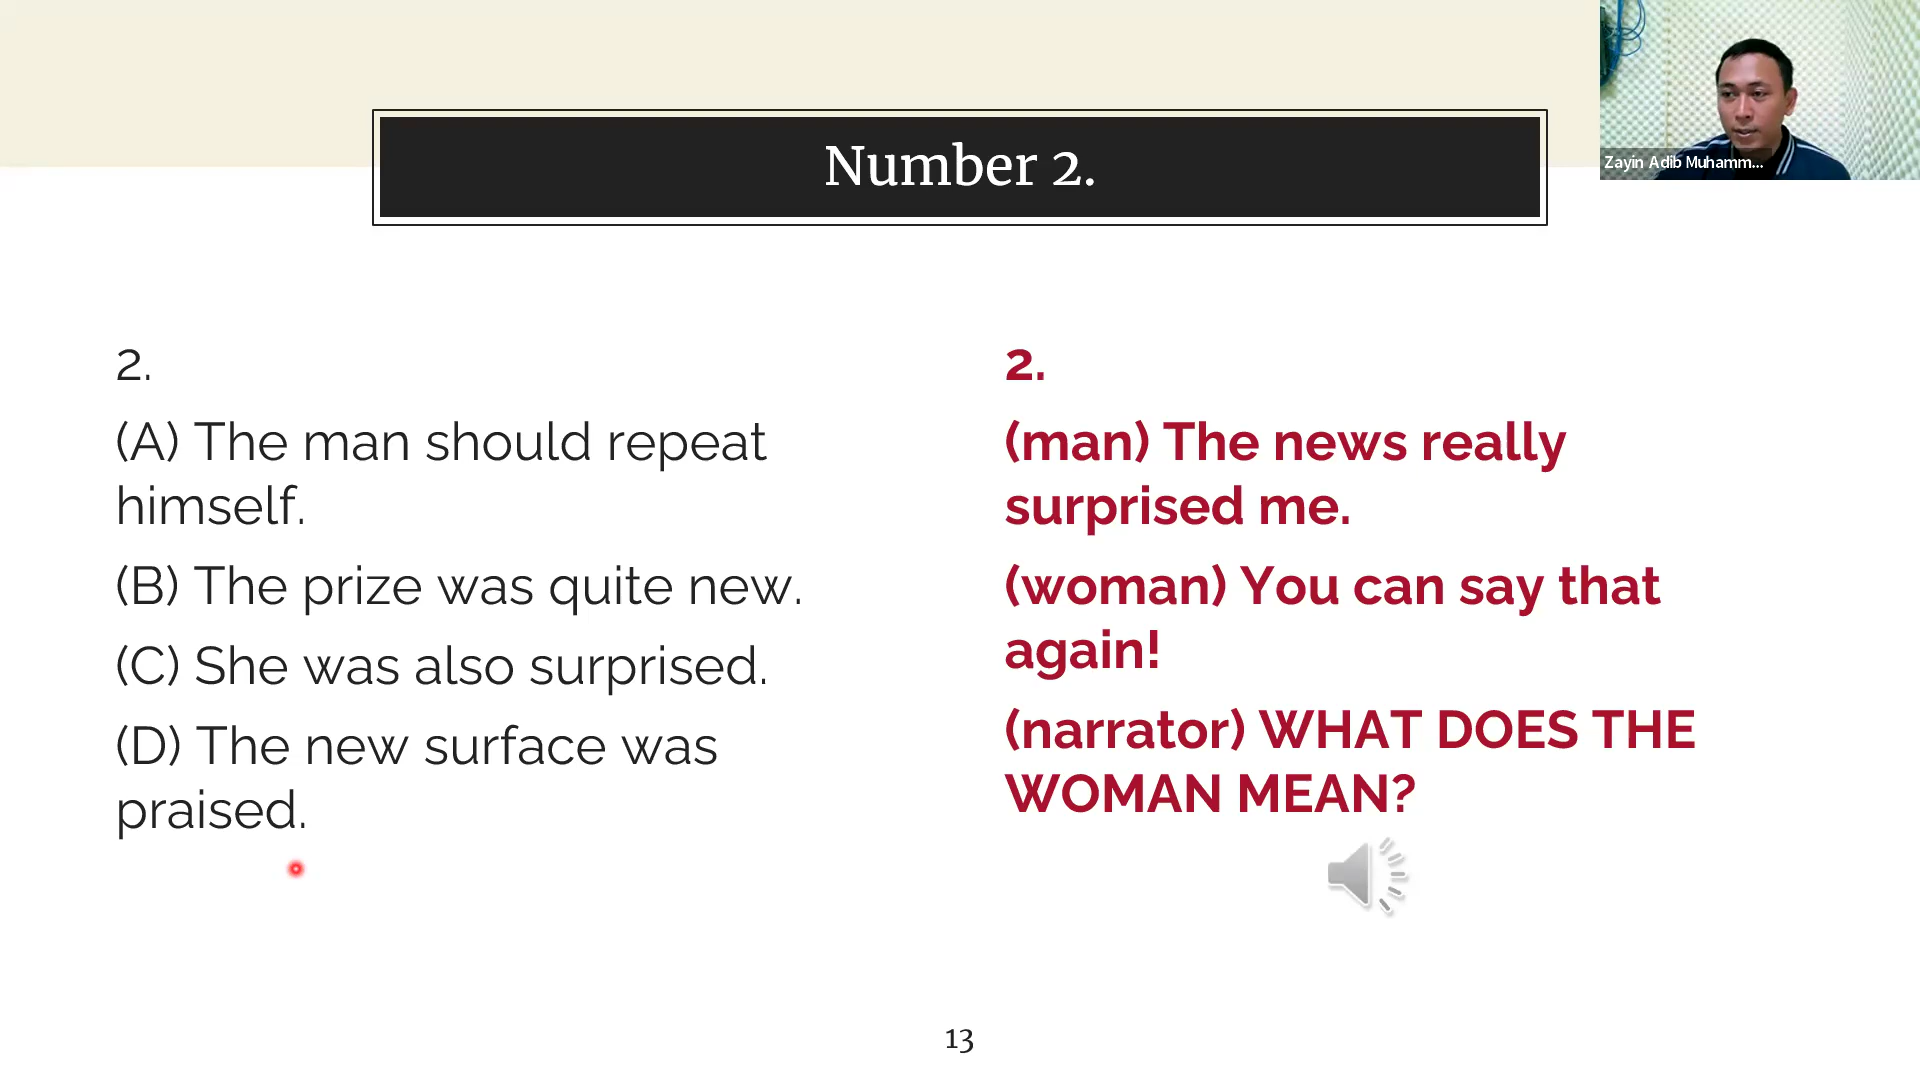 Number 2.
Zayin Adib Muhamm...
2.
(A) The man should repeat
himself.
(B) The prize was quite new.
(C) She was also surprised.
(D) The new surface was
praised.
2.
(man) The news really
surprised me.
(woman) You can say that
again!
(narrator) WHAT DOES THE
WOMAN MEAN?
13